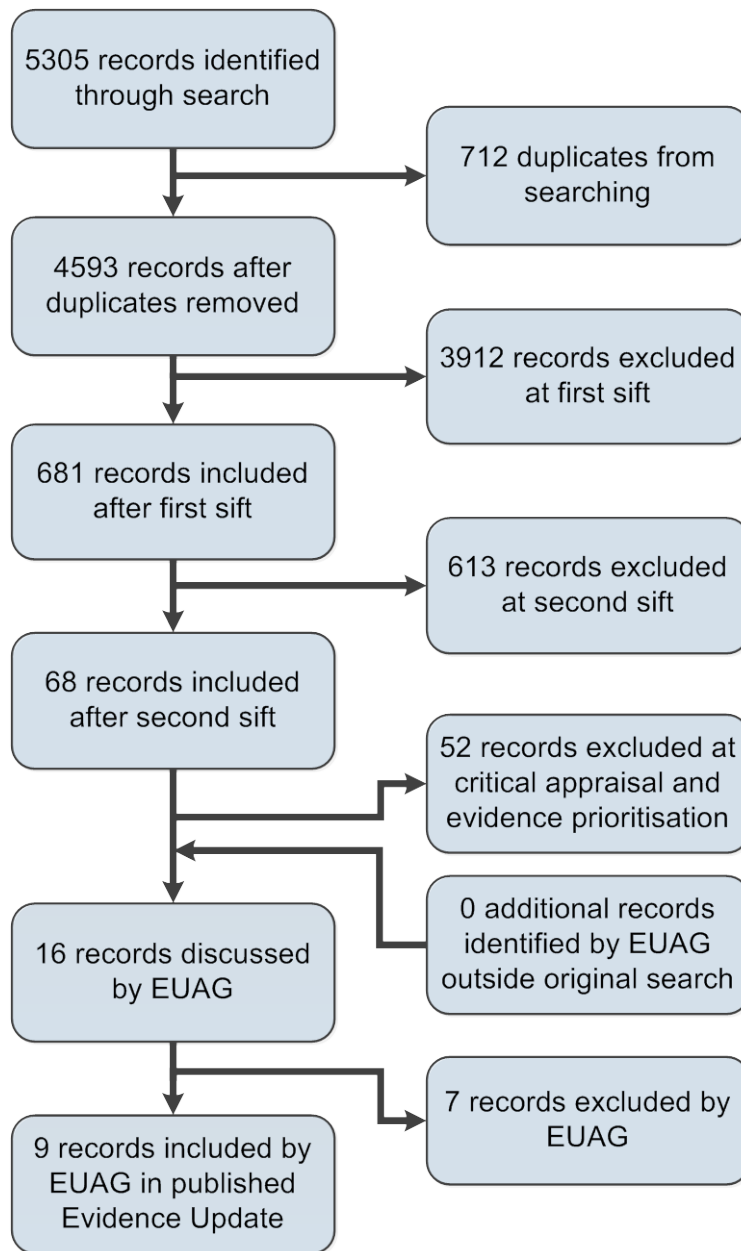 5305 records identified
through search
712 duplicates from
searching
4593 records after
duplicates removed
3912 records excluded
at first sift
681 records included
after first sift
613 records excluded
at second sift
68 records included
after second sift
52 records excluded at
critical appraisal and
evidence prioritisation
0 additional records
identified by EUAG
outside original search
16 records discussed
by EUAG
7 records excluded by
EUAG
9 records included by
EUAG in published
Evidence Update